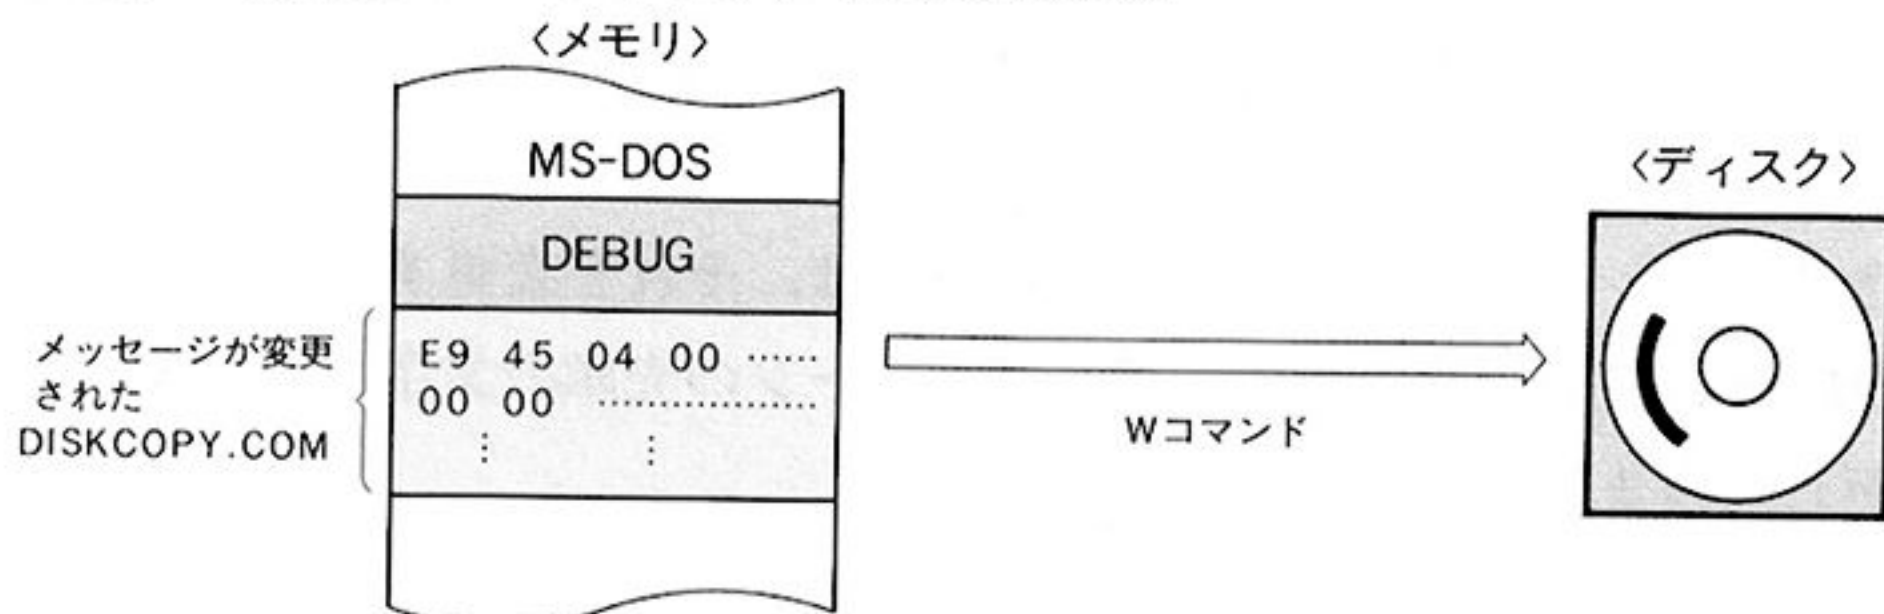 〈メモリ〉
MS-DOS
〈ディスク〉
DEBUG
メッセージが変更
された
DISKCOPY.COM
E9 45 04 00 ……
00 00 ………………
⋮ ⋮
Wコマンド